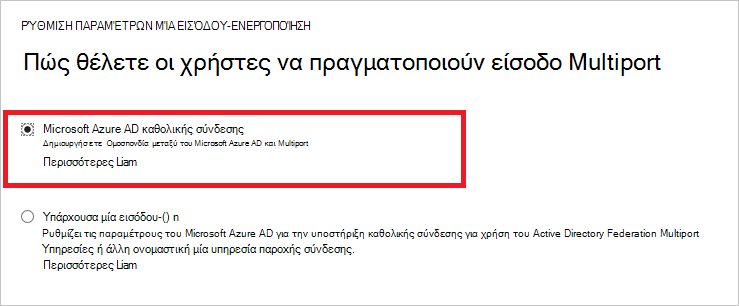 ΡΎΘΜΙΣΗ ΠΑΡΑΜΈΤΡΩΝ ΜΊΑ ΕΙΣΌΔΟΥ-ΕΝΕΡΓΟΠΟΊΗΣΗ
Πώς θέλετε οι χρήστες να πραγματοποιούν είσοδο Multiport
Microsoft Azure AD καθολικής σύνδεσης
Δημιουργήσετε Ομοσπονδία μεταξύ του Microsoft Azure AD και Multiport
Περισσότερες Liam
Υπάρχουσα μία εισόδου-() n
Ρυθμίζει τις παραμέτρους του Microsoft Azure AD για την υποστήριξη καθολικής σύνδεσης για χρήση του Active Directory Federation Multiport
Υπηρεσίες ή άλλη ονομαστική μία υπηρεσία παροχής σύνδεσης.
Περισσότερες Liam